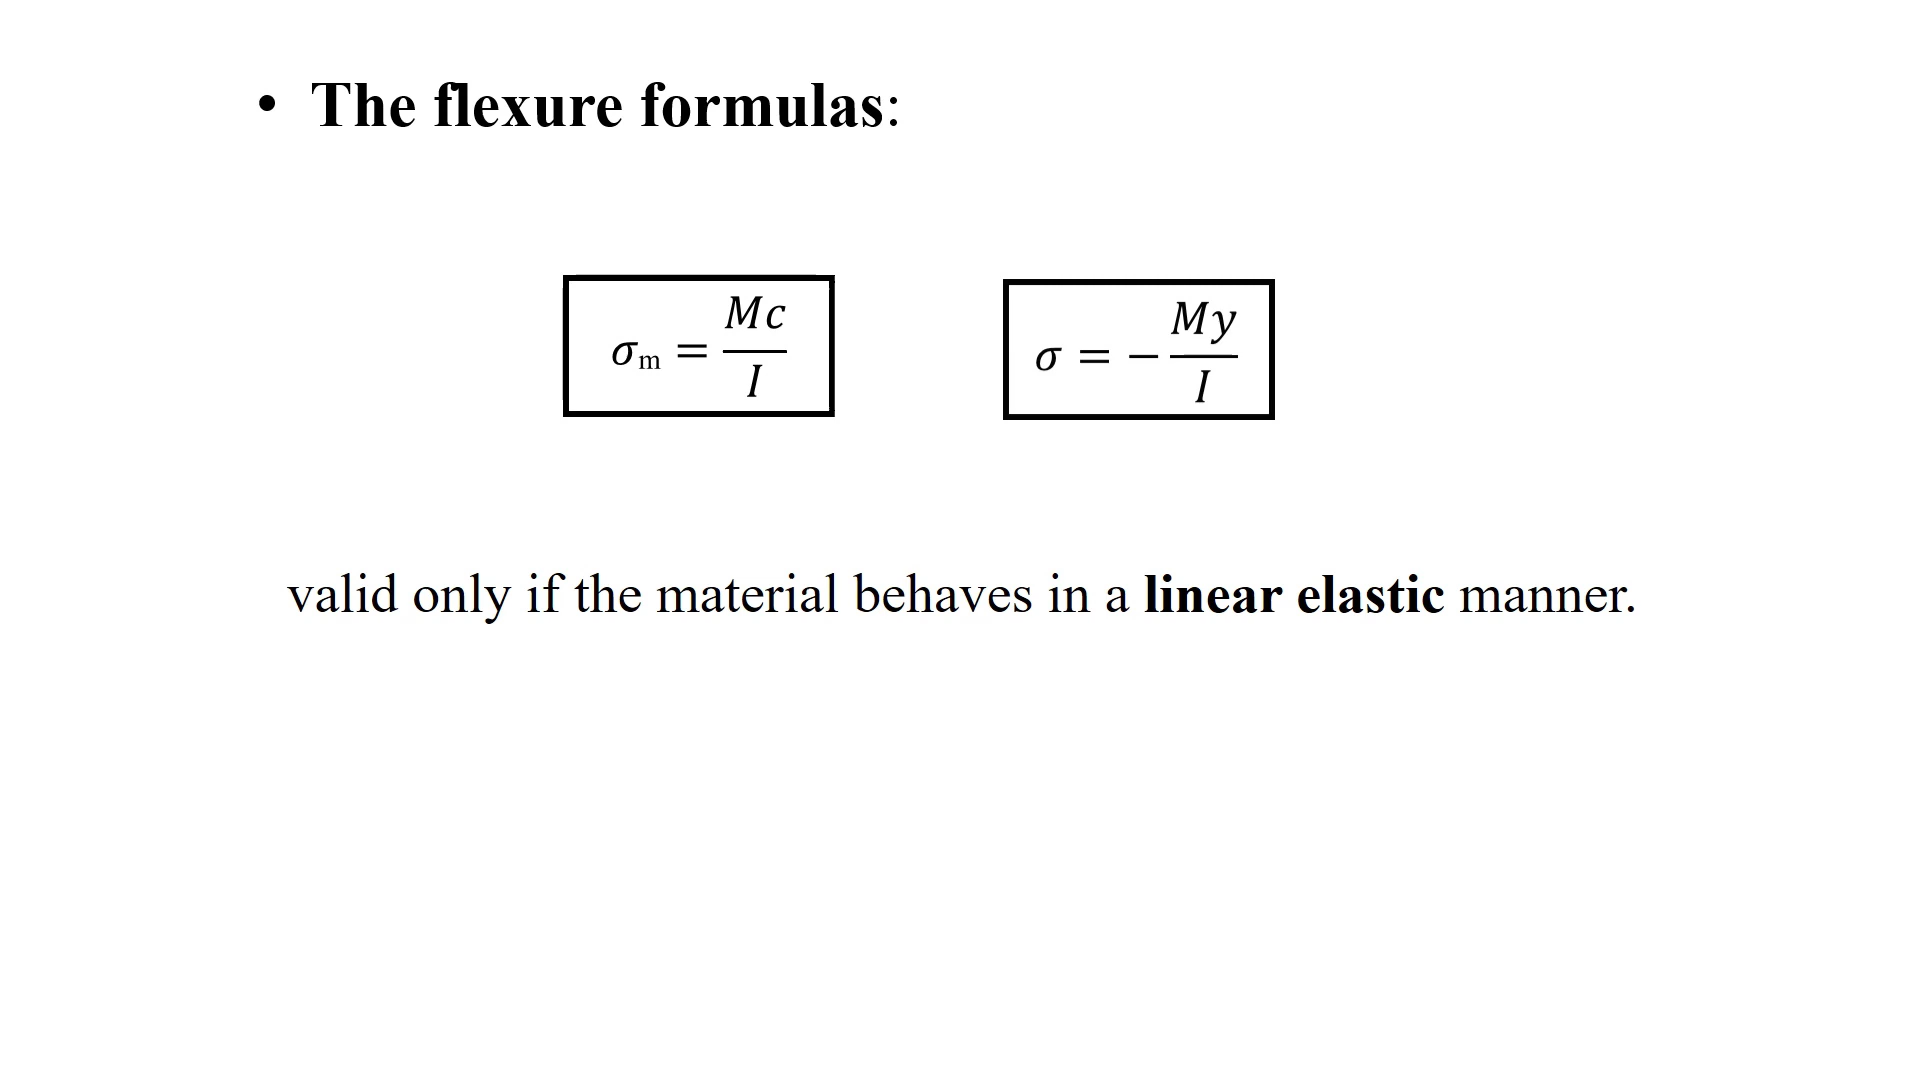 • The flexure formulas:
σm = Mc/I
σ = − My/I
valid only if the material behaves in a linear elastic manner.